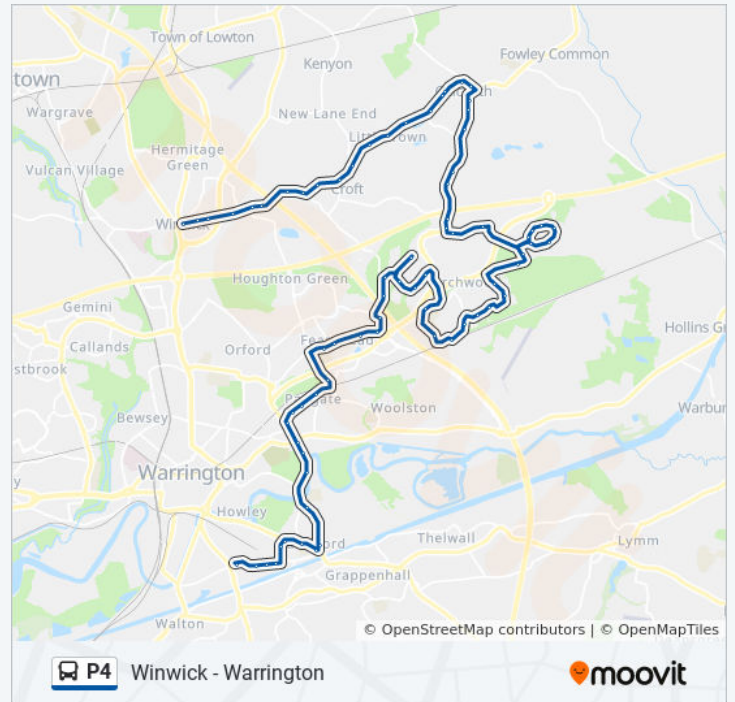 Town of Lowton
Fowley Common
Kenyon
town
Wargrave
New Lane End
Hermitage
Green
Vulcan Village
Croft
Houghton Green
Gemini
Callands
Orford
Hollins
stbrook
Bewsey
Woolston
Warbur
Warrington
Howley
Thelwall
Lymm
Grappenhall
Walton
© OpenStreetMap contributors | © OpenMapTiles
P4 Winwick - Warrington moovit